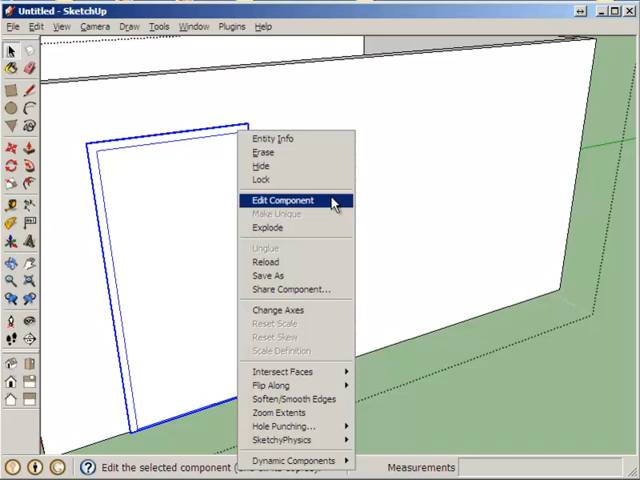 Untitled - SketchUp
File Edit View Camera Draw Tools Window Plugins Help
Entity Info
Erase
Hide
Lock
Edit Component
Make Unique
Explode
Unglue
Reload
Save As
Share Component...
Change Axes
Reset Scale
Reset Skew
Scale Definition
Intersect Faces
Flip Along
Soften/Smooth Edges
Zoom Extents
Hole Punching...
SketchyPhysics
Dynamic Components
Edit the selected component
Measurements